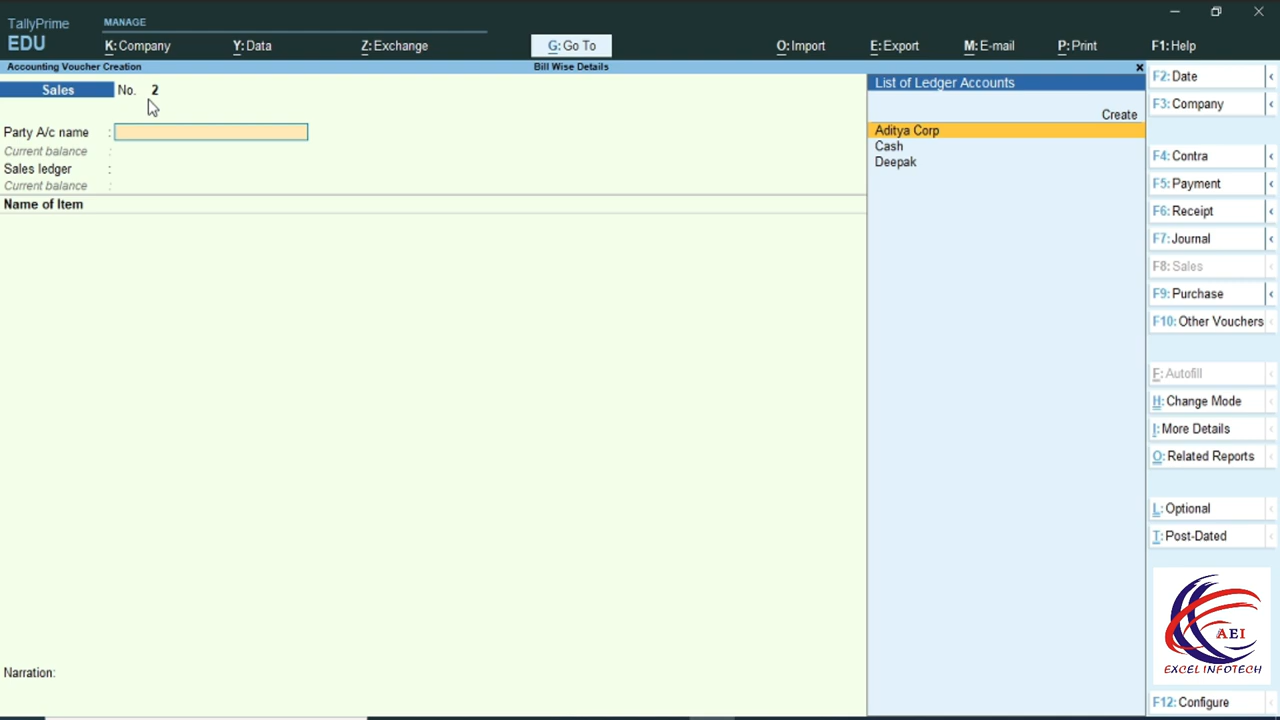 TallyPrime
EDU
MANAGE
K: Company
Y: Data
Z: Exchange
G: Go To
O: Import
E: Export
M: E-mail
P: Print
F1: Help
Accounting Voucher Creation
Bill Wise Details
Sales
No. 2
Party A/c name :
Current balance :
Sales ledger :
Current balance :
Name of Item
Narration:
List of Ledger Accounts
Create
Aditya Corp
Cash
Deepak
F2: Date
F3: Company
F4: Contra
F5: Payment
F6: Receipt
F7: Journal
F8: Sales
F9: Purchase
F10: Other Vouchers
F: Autofill
H: Change Mode
I: More Details
O: Related Reports
L: Optional
T: Post-Dated
AEI
EXCEL INFOTECH
F12: Configure